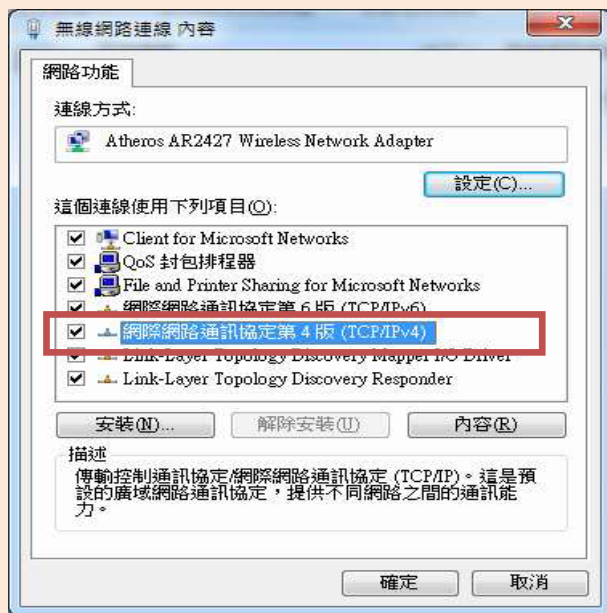 無線網路連線 內容
網路功能
連線方式:
Atheros AR2427 Wireless Network Adapter
設定(C)...
這個連線使用下列項目(O):
Client for Microsoft Networks
QoS 封包排程器
File and Printer Sharing for Microsoft Networks
網際網路通訊協定第 6 版 (TCP/IPv6)
網際網路通訊協定第 4 版 (TCP/IPv4)
Link-Layer Topology Discovery Mapper I/O Driver
Link-Layer Topology Discovery Responder
安裝(N)...
解除安裝(U)
內容(R)
描述
傳輸控制通訊協定/網際網路通訊協定 (TCP/IP)。這是預
設的廣域網路通訊協定，提供不同網路之間的通訊能
力。
確定
取消